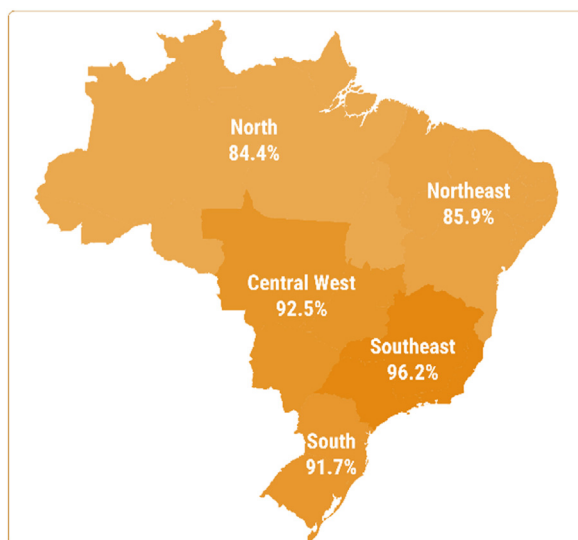 North
84.4%
Northeast
85.9%
Central West
92.5%
Southeast
96.2%
South
91.7%